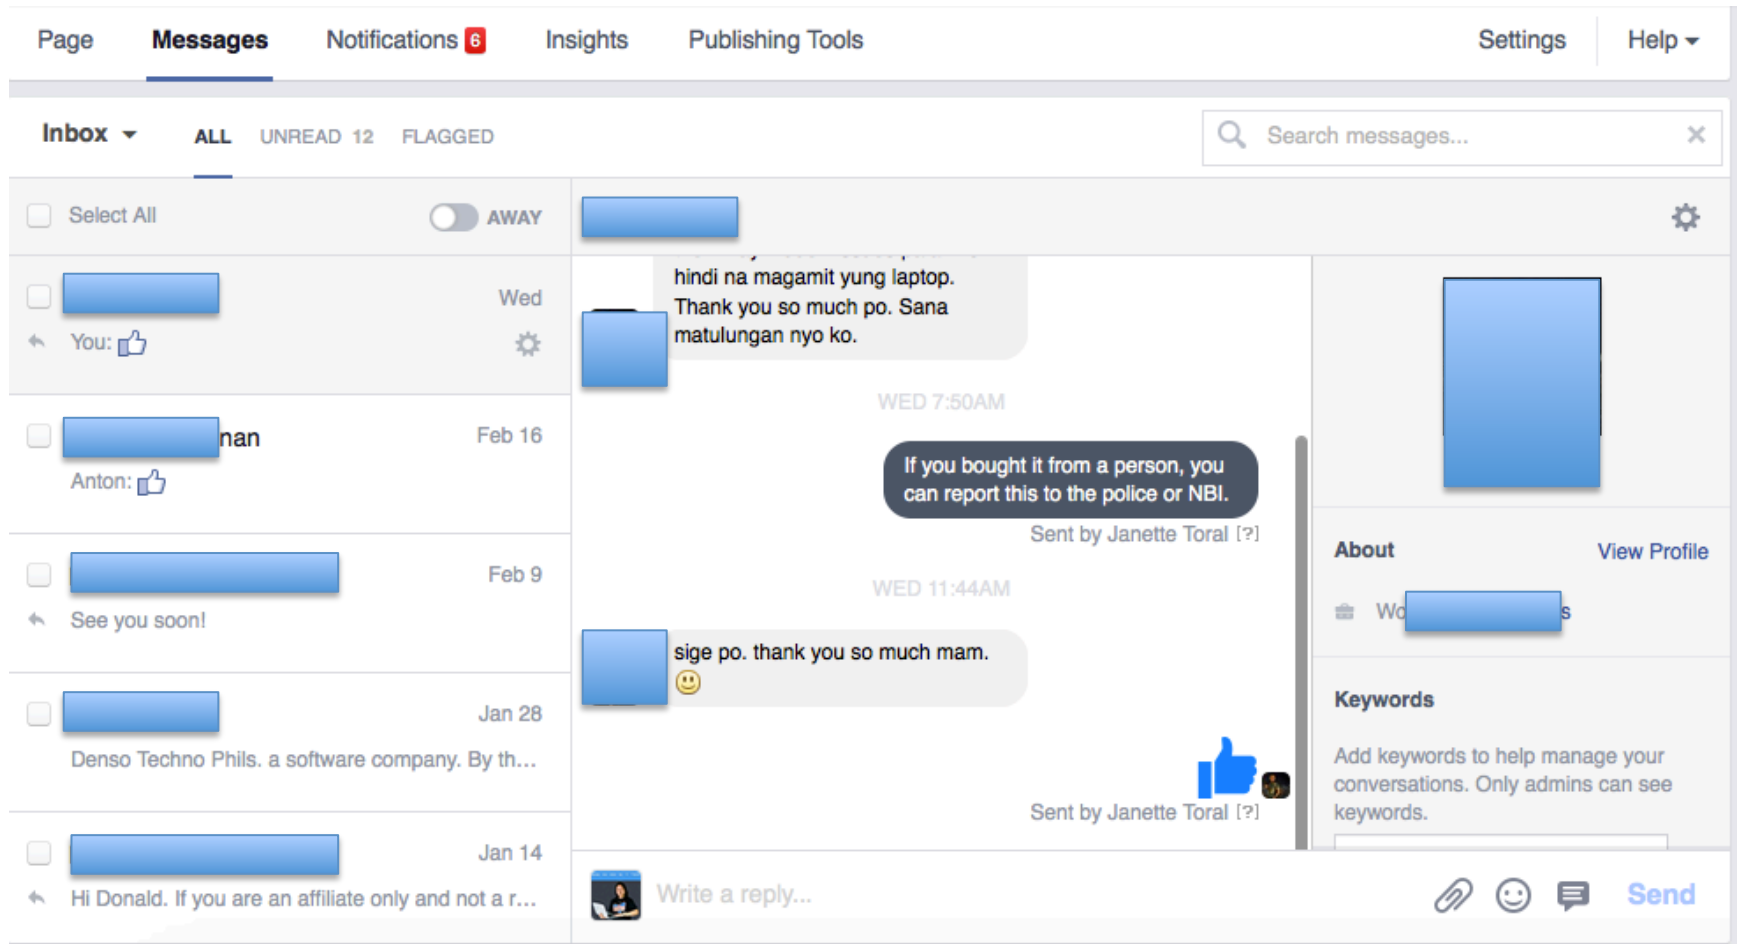 Page Messages Notifications 6 Insights Publishing Tools Settings Help
Inbox ALL UNREAD 12 FLAGGED Search messages...
Select All AWAY
Wed
You:
nan Feb 16
Anton:
Feb 9
See you soon!
Jan 28
Denso Techno Phils. a software company. By th...
Jan 14
Hi Donald. If you are an affiliate only and not a r...
hindi na magamit yung laptop.
Thank you so much po. Sana
matulungan nyo ko.
WED 7:50AM
If you bought it from a person, you
can report this to the police or NBI.
Sent by Janette Toral [?]
WED 11:44AM
sige po. thank you so much mam.
Sent by Janette Toral [?]
Write a reply...
Send
About View Profile
Wo s
Keywords
Add keywords to help manage your
conversations. Only admins can see
keywords.